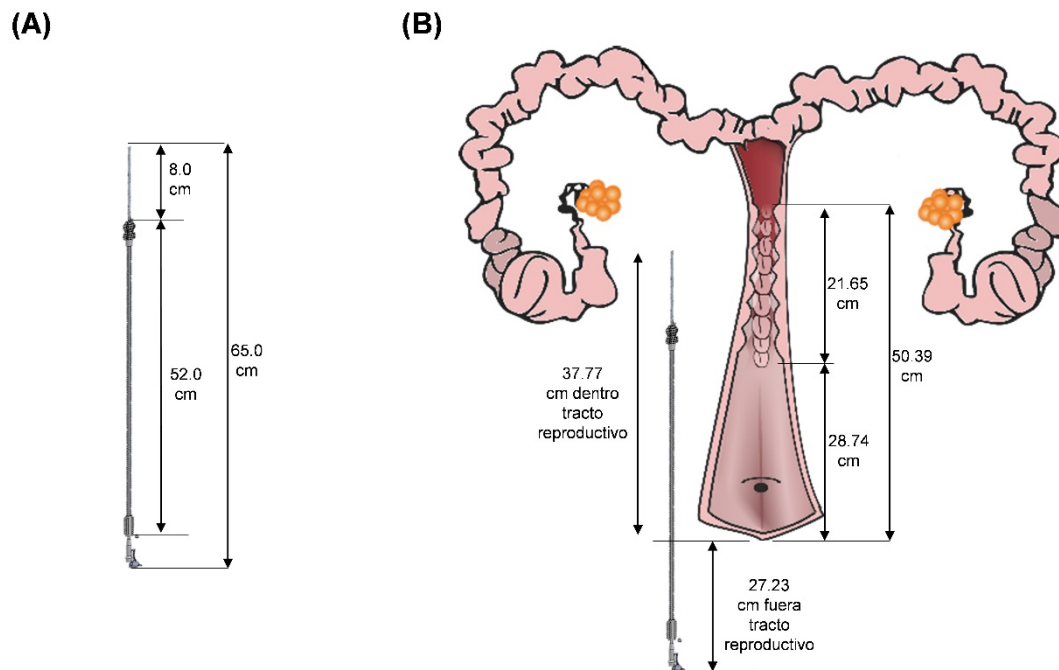 (A)
8.0
cm
52.0
cm
65.0
cm
(B)
37.77
cm dentro
tracto
reproductivo
21.65
cm
50.39
cm
28.74
cm
27.23
cm fuera
tracto
reproductivo